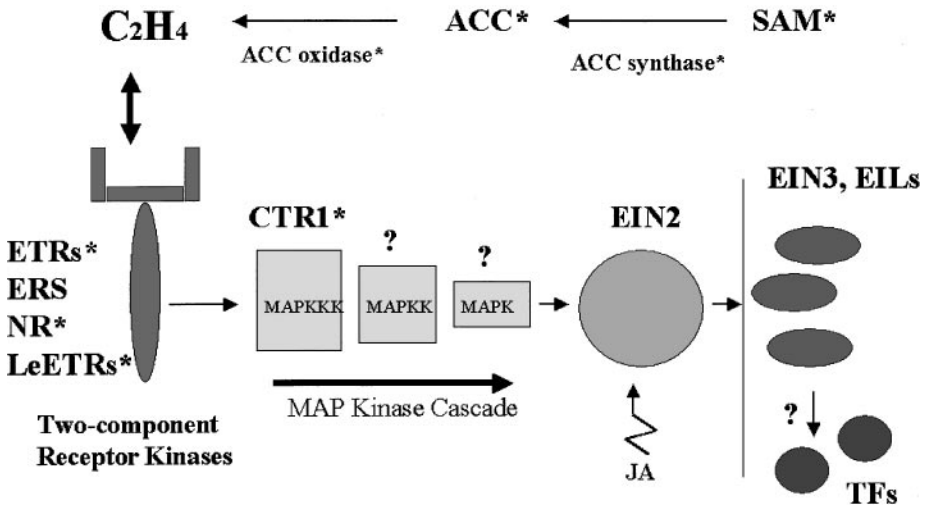 C₂H₄
ACC*
SAM*
ACC oxidase*
ACC synthase*
EIN3, EILs
CTR1*
EIN2
?
?
ETRs*
ERS
NR*
LeETRs*
MAPKKK
MAPKK
MAPK
MAP Kinase Cascade
Two-component
Receptor Kinases
?
JA
TFs